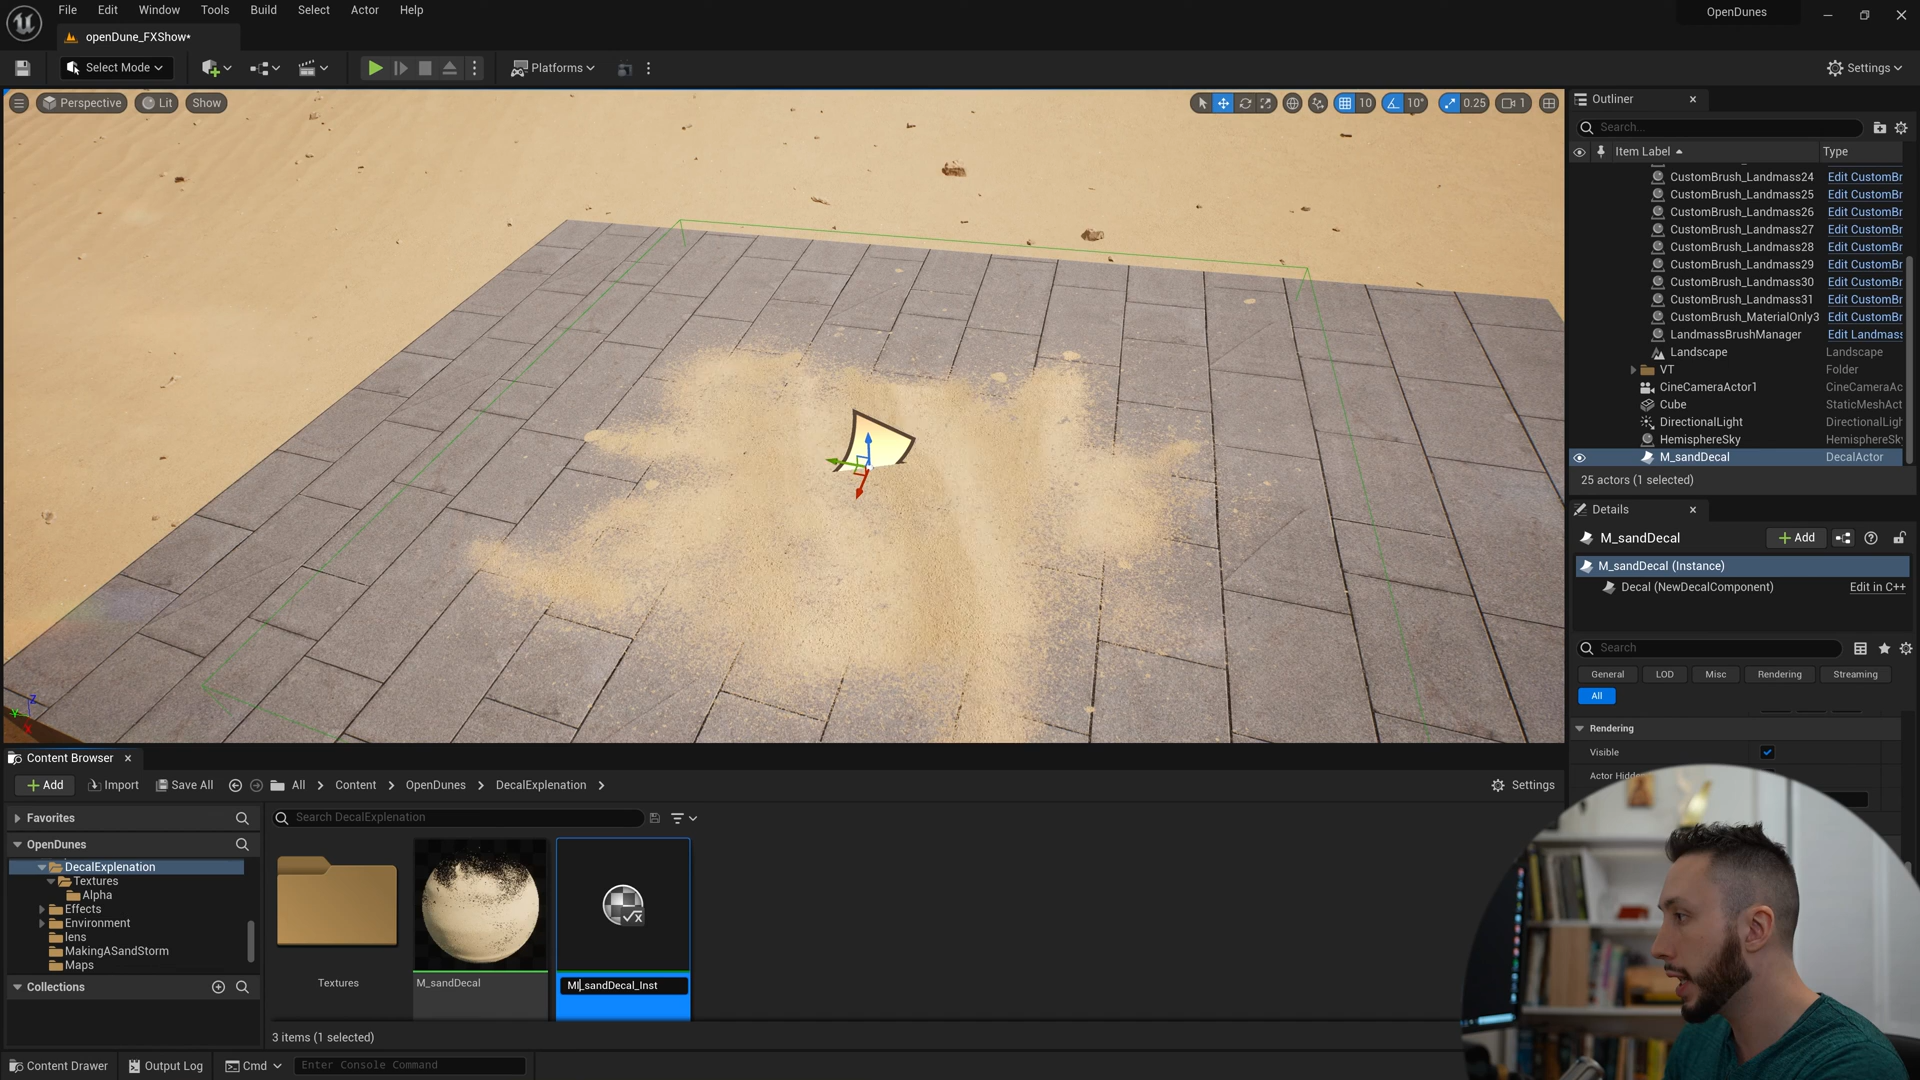 File Edit Window Tools Build Select Actor Help
OpenDunes
openDune_FXShow*
Select Mode
Platforms
Settings
Perspective Lit Show
10 10° 0.25 1
Outliner
Search...
Item Label Type
CustomBrush_Landmass24 Edit CustomBr
CustomBrush_Landmass25 Edit CustomBr
CustomBrush_Landmass26 Edit CustomBr
CustomBrush_Landmass27 Edit CustomBr
CustomBrush_Landmass28 Edit CustomBr
CustomBrush_Landmass29 Edit CustomBr
CustomBrush_Landmass30 Edit CustomBr
CustomBrush_Landmass31 Edit CustomBr
CustomBrush_MaterialOnly3 Edit CustomBr
LandmassBrushManager Edit Landmass
Landscape Landscape
VT Folder
CineCameraActor1 CineCameraAc
Cube StaticMeshAct
DirectionalLight DirectionalLigh
HemisphereSky HemisphereSky
M_sandDecal DecalActor
25 actors (1 selected)
Details
M_sandDecal
Add
M_sandDecal (Instance)
Decal (NewDecalComponent) Edit in C++
Search
General LOD Misc Rendering Streaming
All
Rendering
Visible
Actor Hidd
Z
Y
X
Content Browser
Add Import Save All All Content OpenDunes DecalExplenation
Settings
Favorites
Search DecalExplenation
OpenDunes
DecalExplenation
Textures
Alpha
Effects
Environment
lens
MakingASandStorm
Maps
Collections
Textures
M_sandDecal
MI_sandDecal_Inst
3 items (1 selected)
Content Drawer Output Log Cmd Enter Console Command